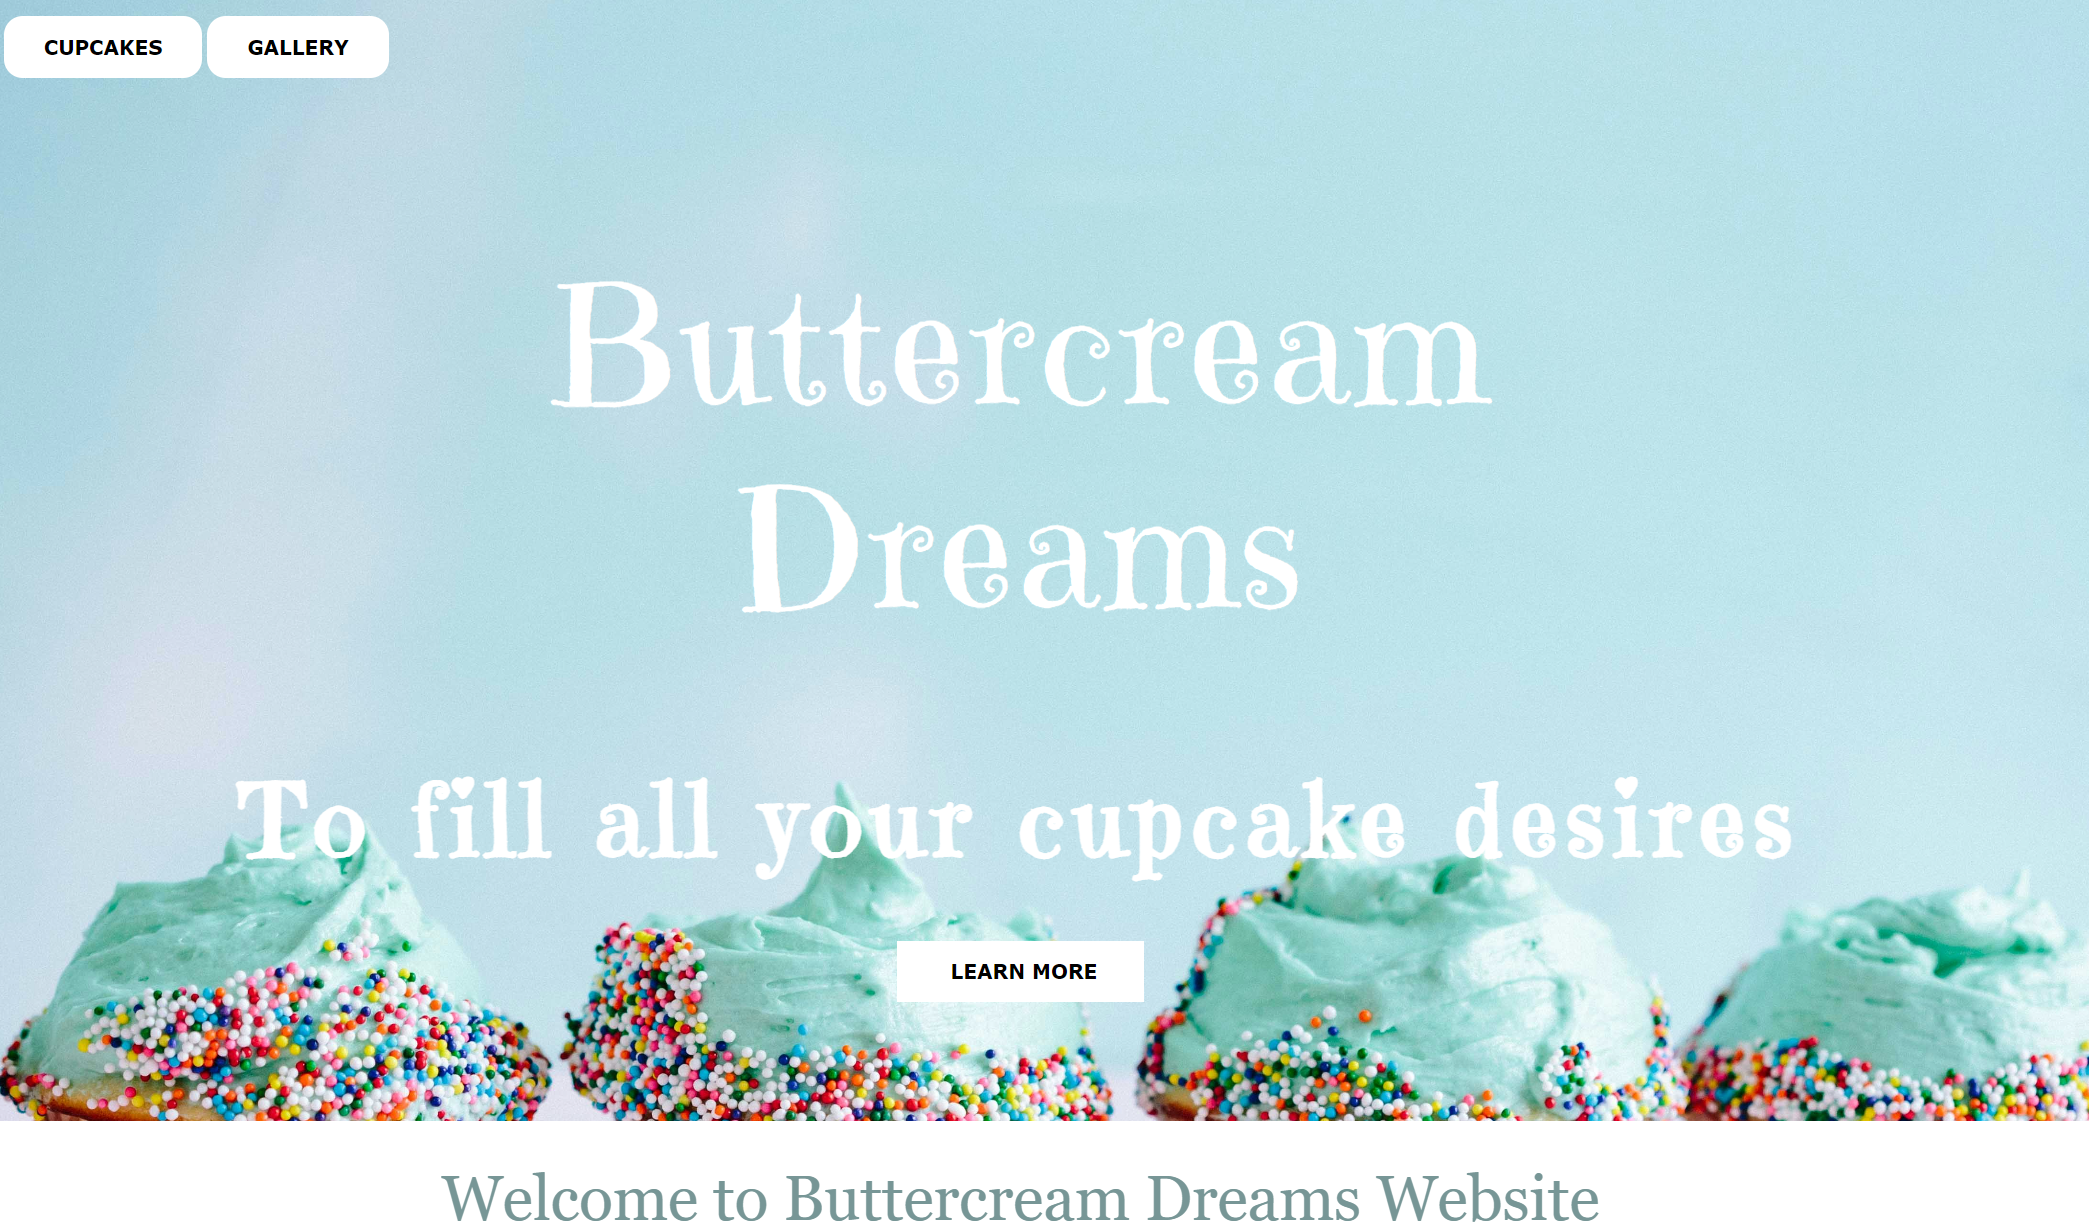 CUPCAKES GALLERY
Buttercream
Dreams
To fill all your cupcake desires
LEARN MORE
Welcome to Buttercream Dreams Website